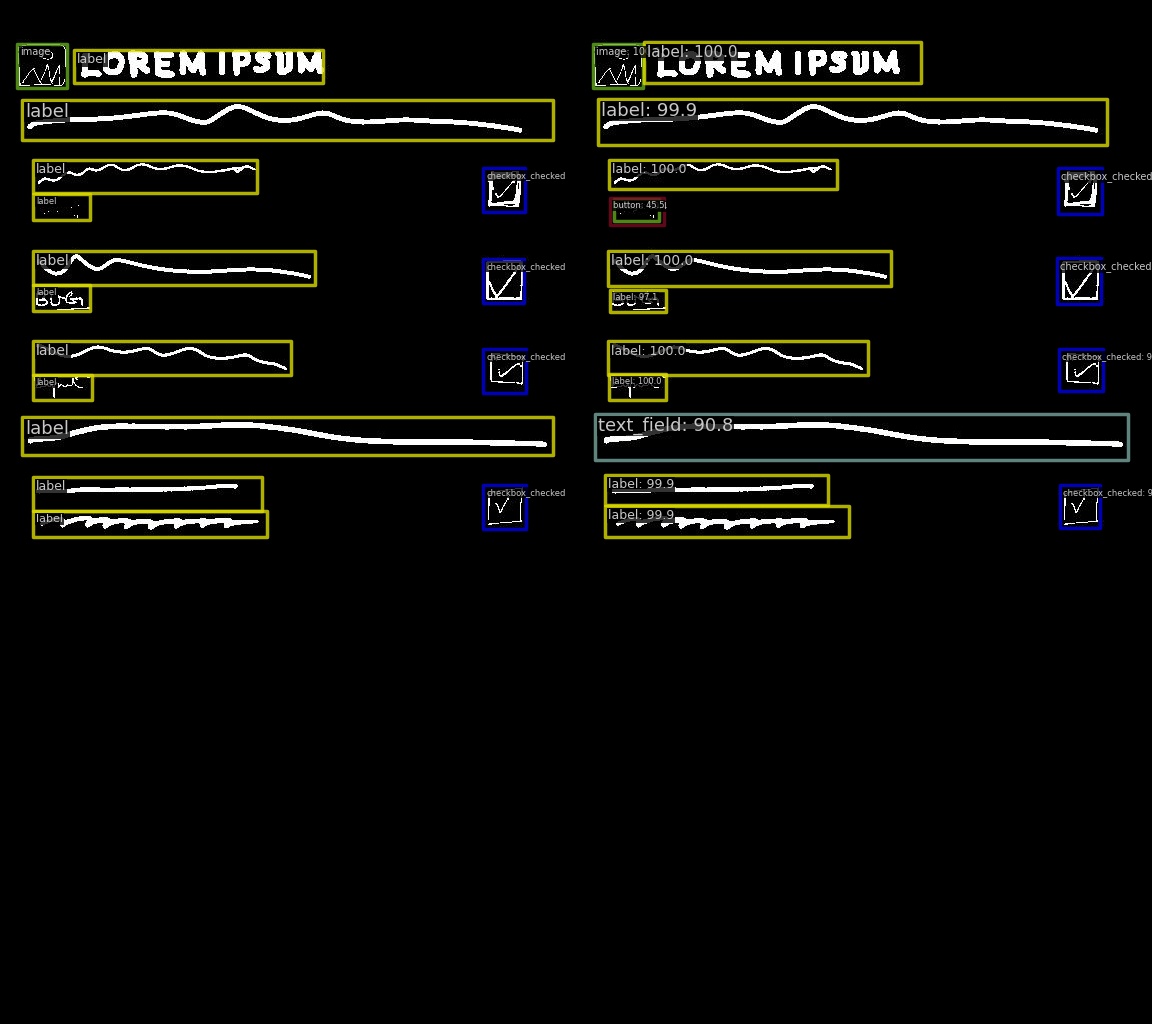 image label LOREM IPSUM image: 10 label: 100.0 LOREM IPSUM
label label: 99.9
label checkbox_checked label: 100.0 checkbox_checked
label button: 45.5
label checkbox_checked label: 100.0 checkbox_checked
label label: 97.1
label checkbox_checked label: 100.0 checkbox_checked: 9
label label: 100.0
label text_field: 90.8
label checkbox_checked label: 99.9 checkbox_checked: 9
label label: 99.9